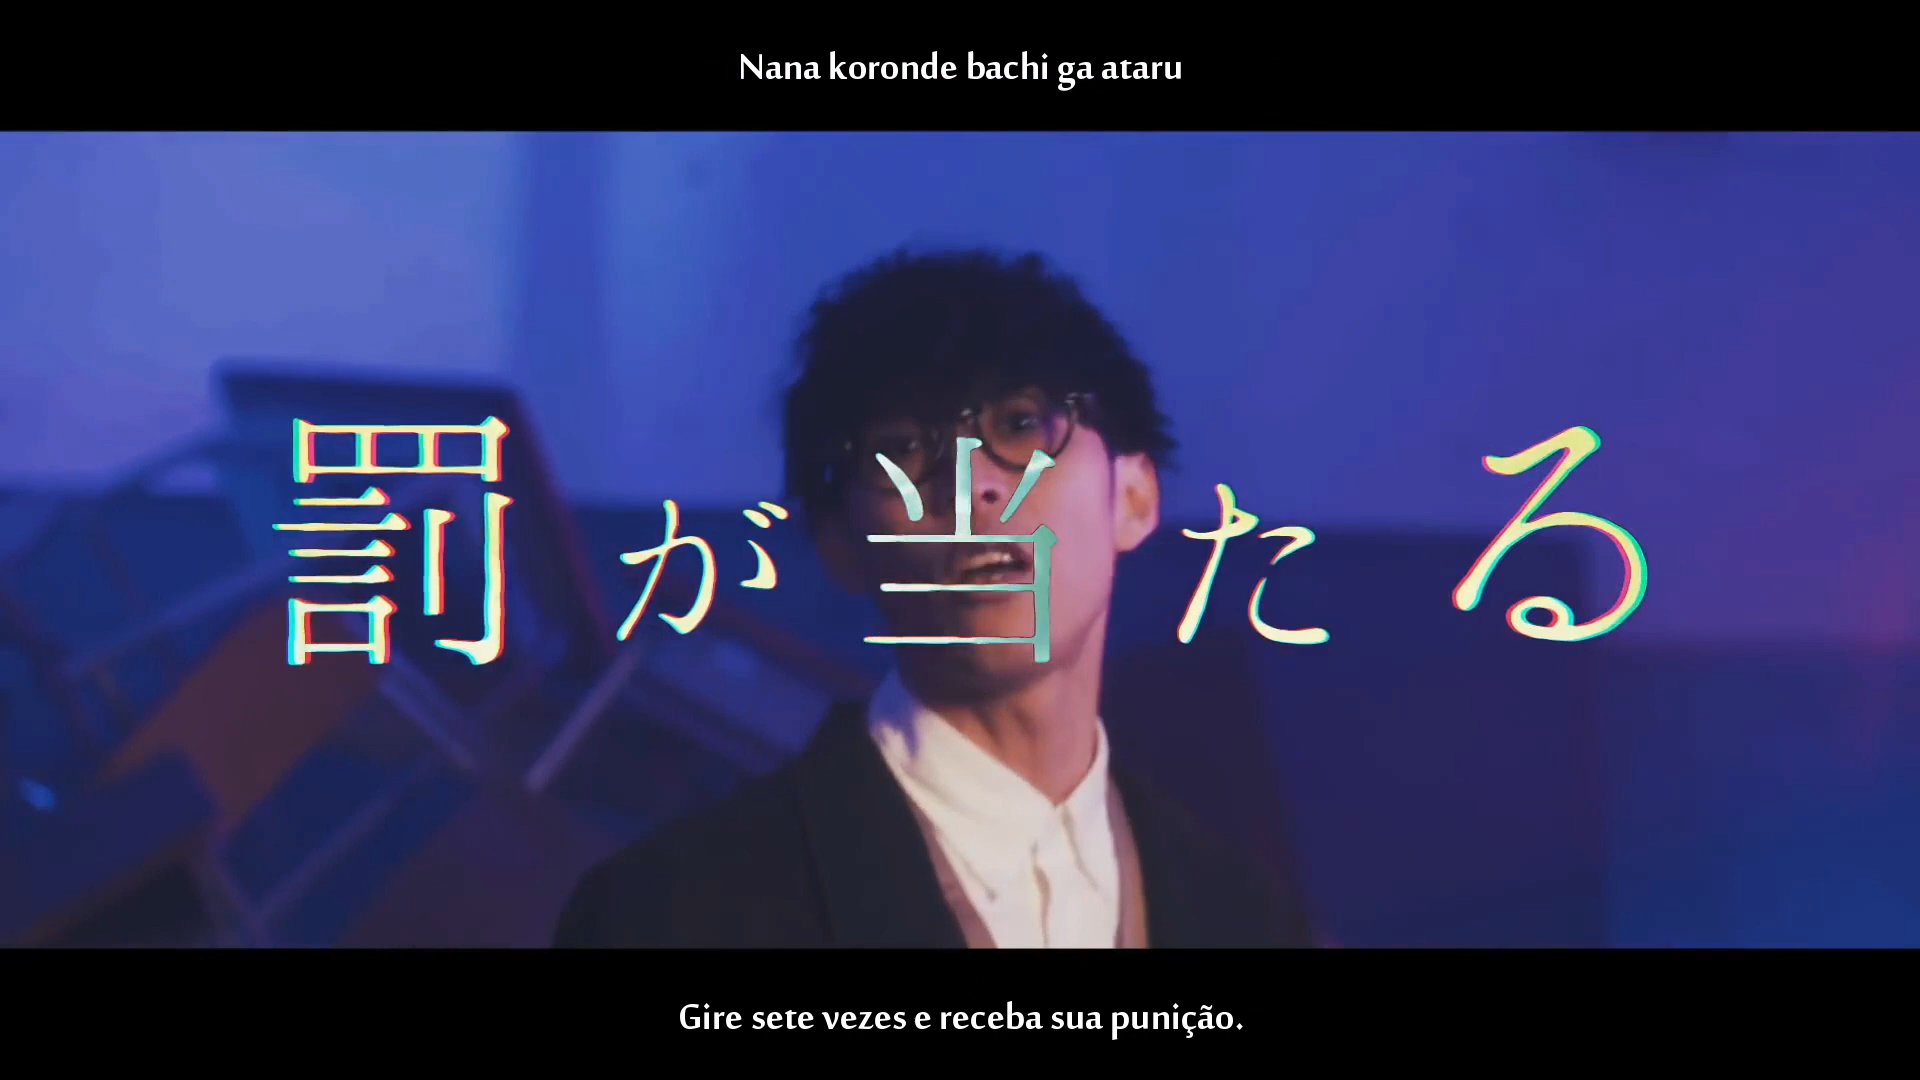 Nana koronde bachi ga ataru
罰が当たる
Gire sete vezes e receba sua punição.